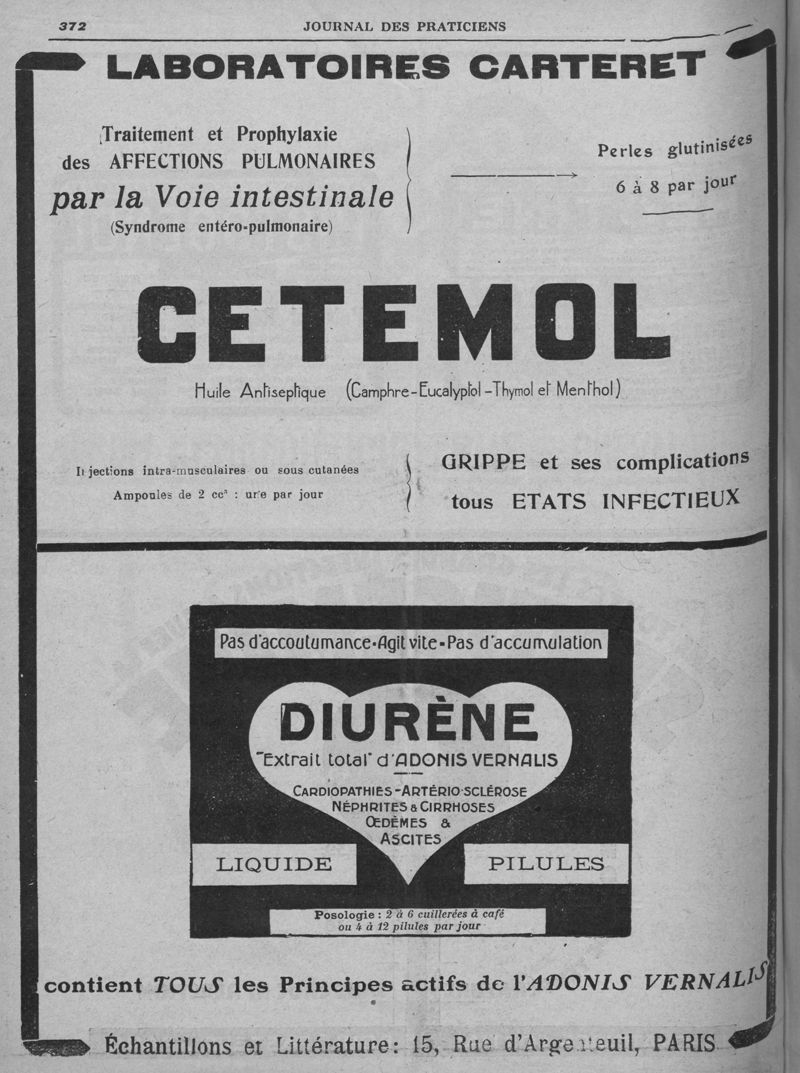 372
JOURNAL DES PRATICIENS
LABORATOIRES CARTERET
Traitement et Prophylaxie
des AFFECTIONS PULMONAIRES
par la Voie intestinale
(Syndrome entéro-pulmonaire)
Perles glutinisées
6 à 8 par jour
CETEMOL
Huile Antiseptique (Camphre-Eucalyptol-Thymol et Menthol)
Injections intra-musculaires ou sous cutanées
Ampoules de 2 cc³ : une par jour
GRIPPE et ses complications
tous ETATS INFECTIEUX
Pas d'accoutumance-Agit vite-Pas d'accumulation
DIURÈNE
"Extrait total" d'ADONIS VERNALIS
CARDIOPATHIES-ARTÉRIO-SCLÉROSE
NÉPHRITES & CIRRHOSES
ŒDÈMES &
ASCITES
LIQUIDE
PILULES
Posologie : 2 à 6 cuillerées à café
ou 4 à 12 pilules par jour
contient TOUS les Principes actifs de l'ADONIS VERNALIS
Échantillons et Littérature: 15, Rue d'Argenteuil, PARIS